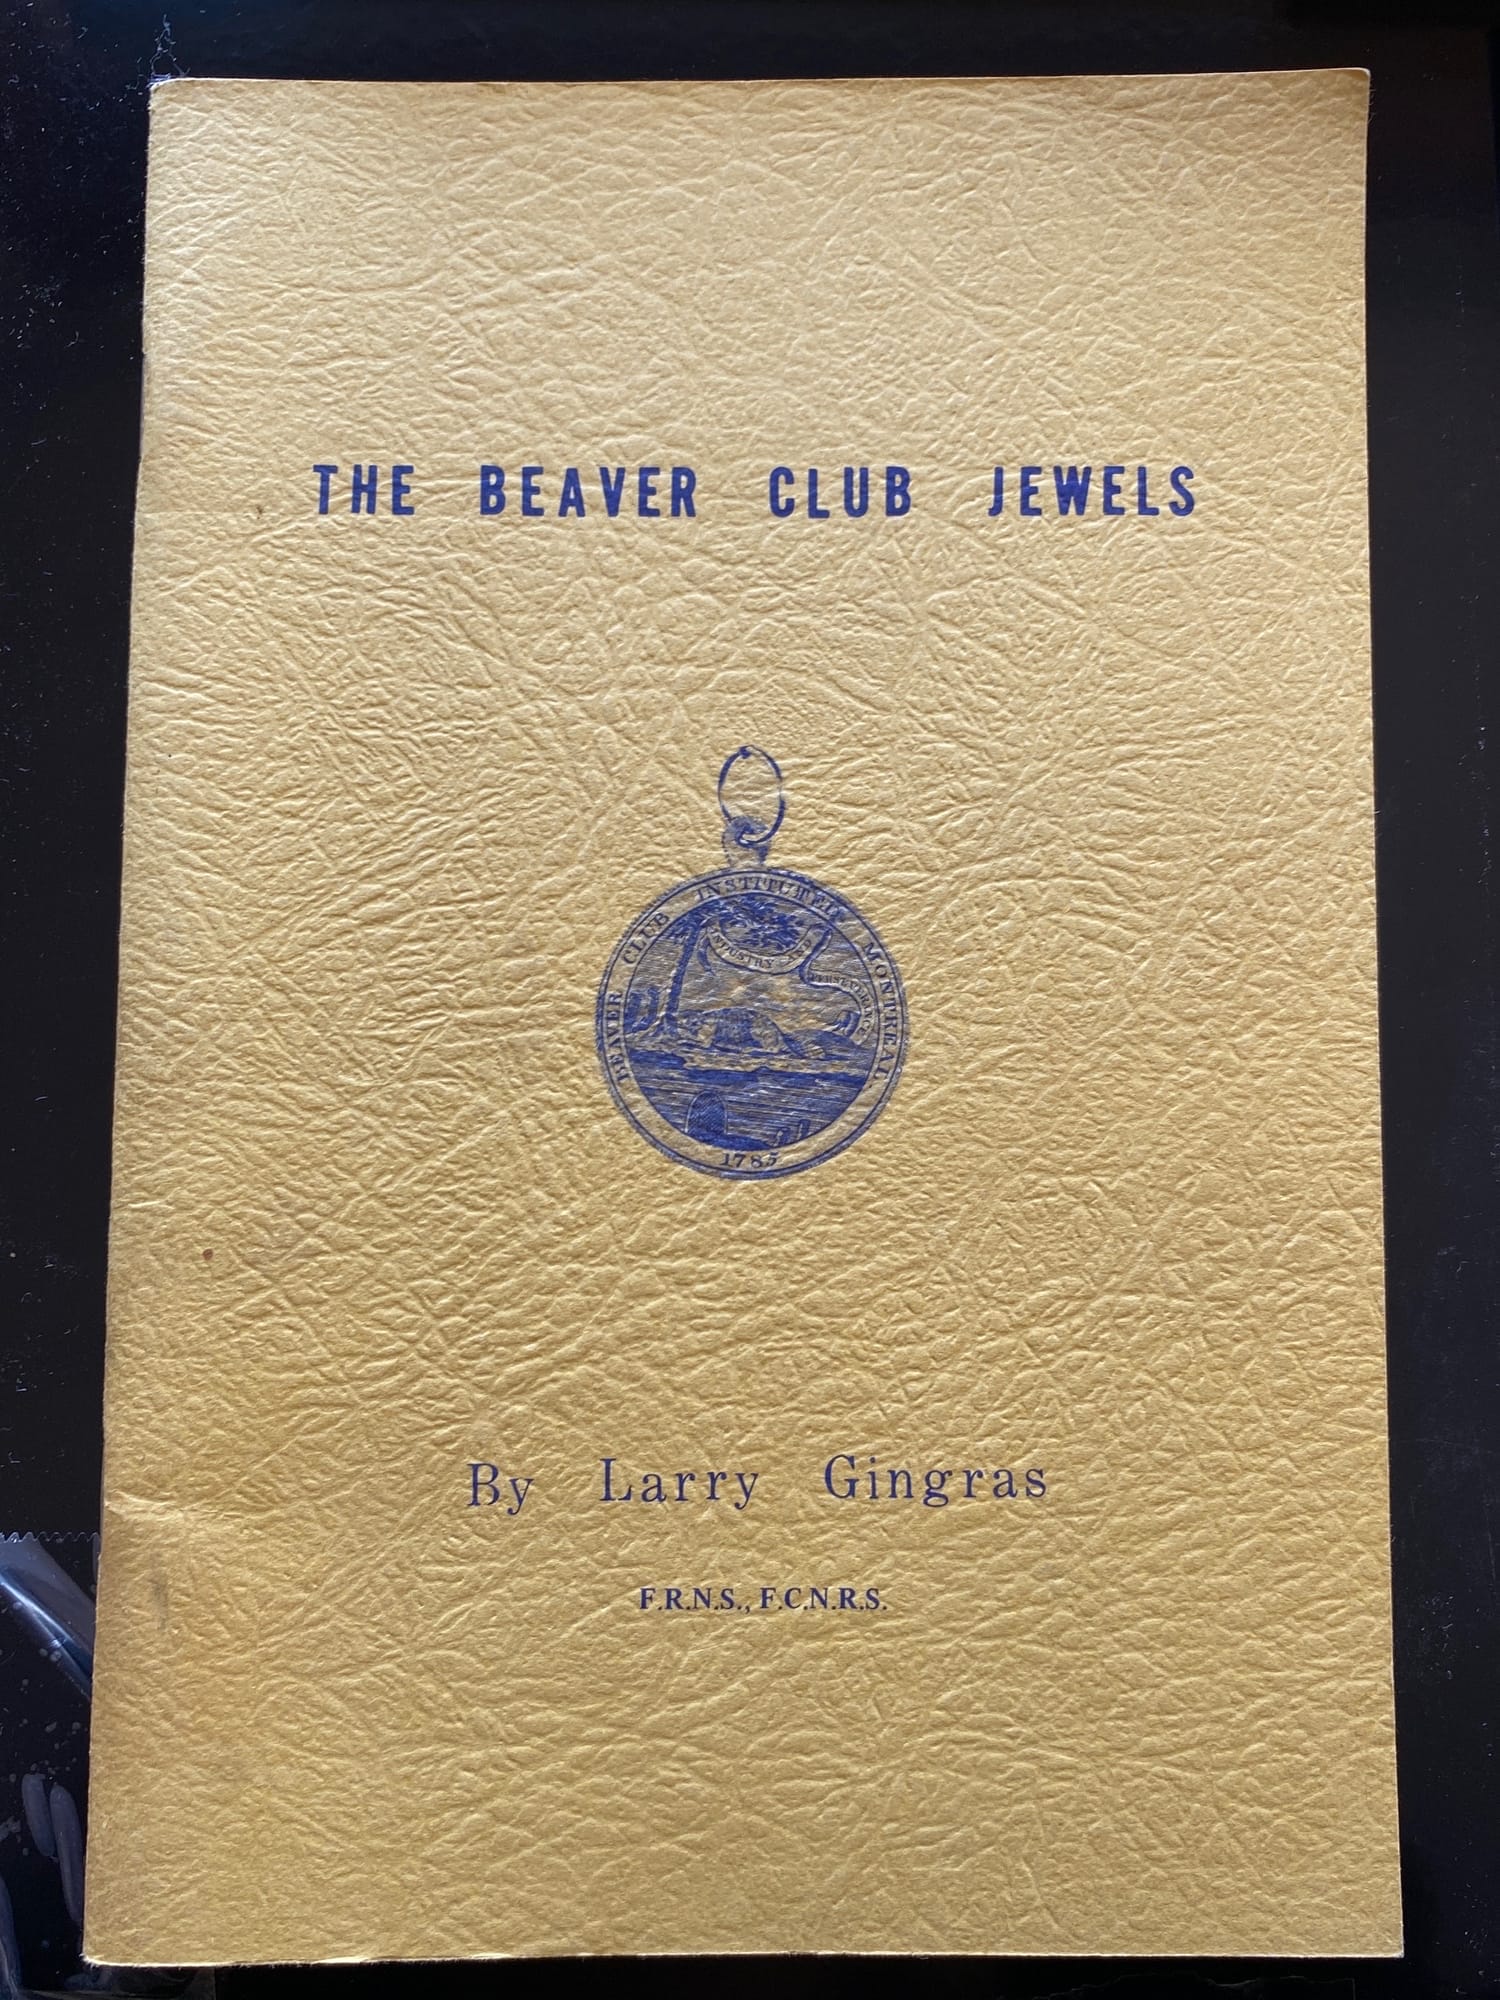 THE BEAVER CLUB JEWELS
BEAVER CLUB INSTITUTED MONTREAL
INDUSTRY AND
PERSEVERANCE
1785
By Larry Gingras
F.R.N.S., F.C.N.R.S.